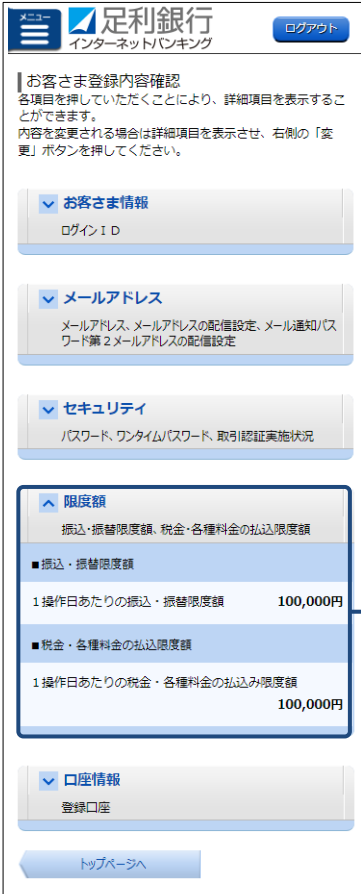 メニュー
足利銀行
インターネットバンキング
ログアウト
お客さま登録内容確認
各項目を押していただくことにより、詳細項目を表示するこ
とができます。
内容を変更される場合は詳細項目を表示させ、右側の「変
更」ボタンを押してください。
お客さま情報
ログインＩＤ
メールアドレス
メールアドレス、メールアドレスの配信設定、メール通知パス
ワード第２メールアドレスの配信設定
セキュリティ
パスワード、ワンタイムパスワード、取引認証実施状況
限度額
振込・振替限度額、税金・各種料金の払込限度額
■振込・振替限度額
１操作日あたりの振込・振替限度額 100,000円
■税金・各種料金の払込限度額
１操作日あたりの税金・各種料金の払込み限度額
100,000円
口座情報
登録口座
トップページへ